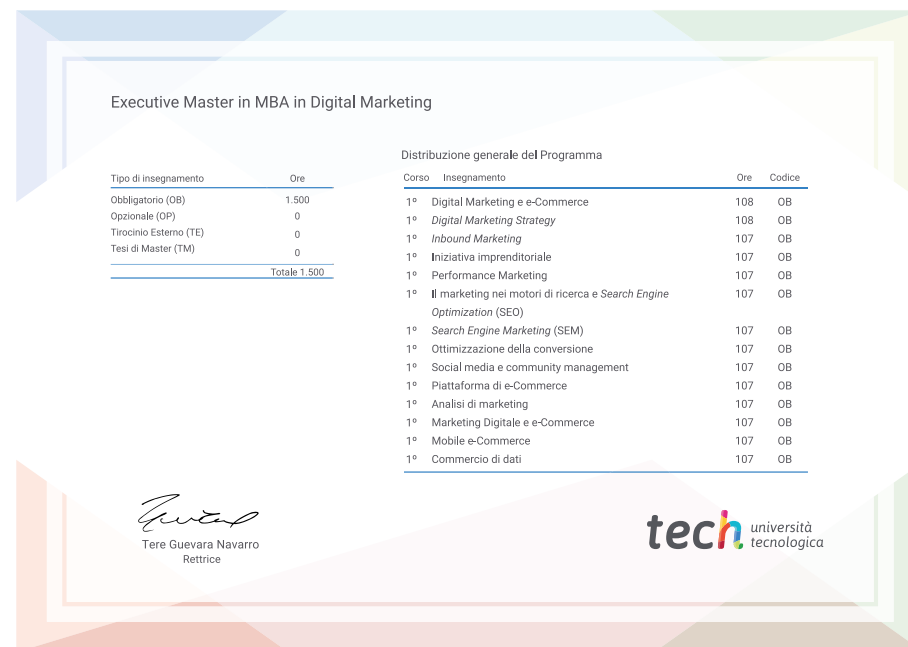 Executive Master in MBA in Digital Marketing
Tipo di insegnamento Ore
Obbligatorio (OB) 1.500
Opzionale (OP) 0
Tirocinio Esterno (TE) 0
Tesi di Master (TM) 0
Totale 1.500
Distribuzione generale del Programma
Corso Insegnamento Ore Codice
1º Digital Marketing e e-Commerce 108 OB
1º Digital Marketing Strategy 108 OB
1º Inbound Marketing 107 OB
1º Iniziativa imprenditoriale 107 OB
1º Performance Marketing 107 OB
1º Il marketing nei motori di ricerca e Search Engine 107 OB
Optimization (SEO)
1º Search Engine Marketing (SEM) 107 OB
1º Ottimizzazione della conversione 107 OB
1º Social media e community management 107 OB
1º Piattaforma di e-Commerce 107 OB
1º Analisi di marketing 107 OB
1º Marketing Digitale e e-Commerce 107 OB
1º Mobile e-Commerce 107 OB
1º Commercio di dati 107 OB
Tere Guevara Navarro
Rettrice
tech università
tecnologica